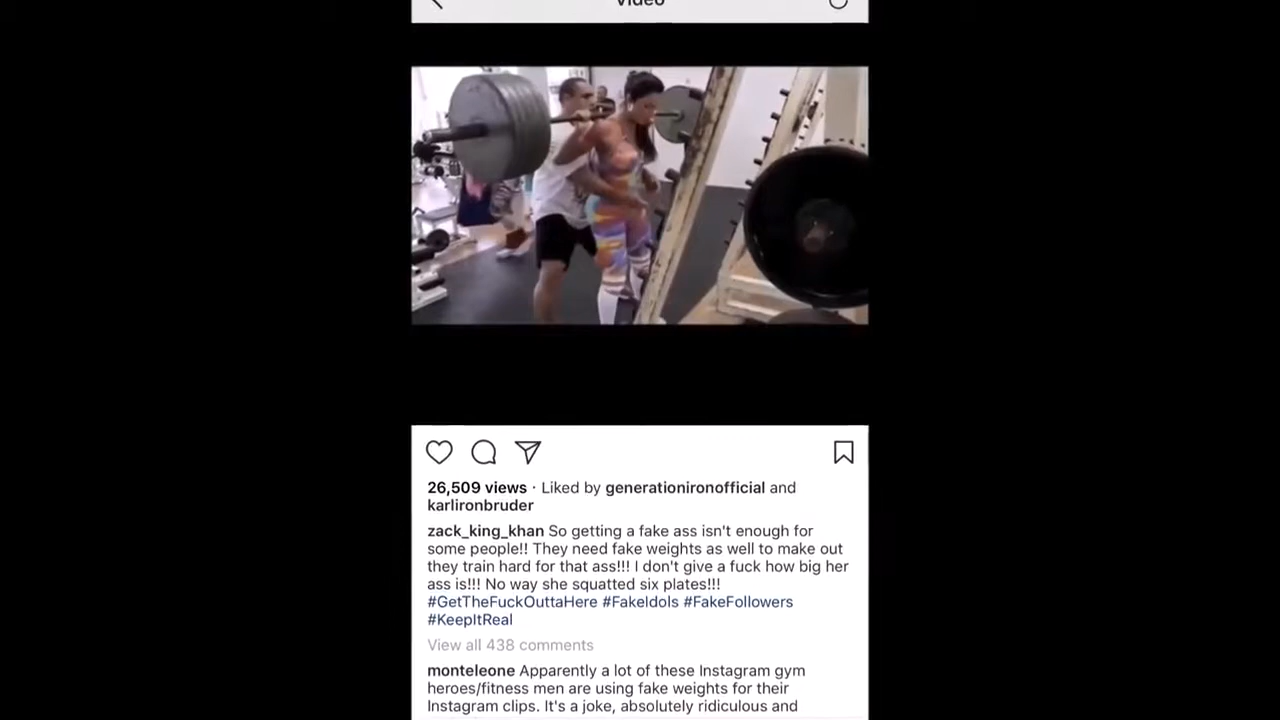 Video
26,509 views · Liked by generationironofficial and
karlironbruder
zack_king_khan So getting a fake ass isn't enough for
some people!! They need fake weights as well to make out
they train hard for that ass!!! I don't give a fuck how big her
ass is!!! No way she squatted six plates!!!
#GetTheFuckOuttaHere #FakeIdols #FakeFollowers
#KeepItReal
View all 438 comments
monteleone Apparently a lot of these Instagram gym
heroes/fitness men are using fake weights for their
Instagram clips. It's a joke, absolutely ridiculous and